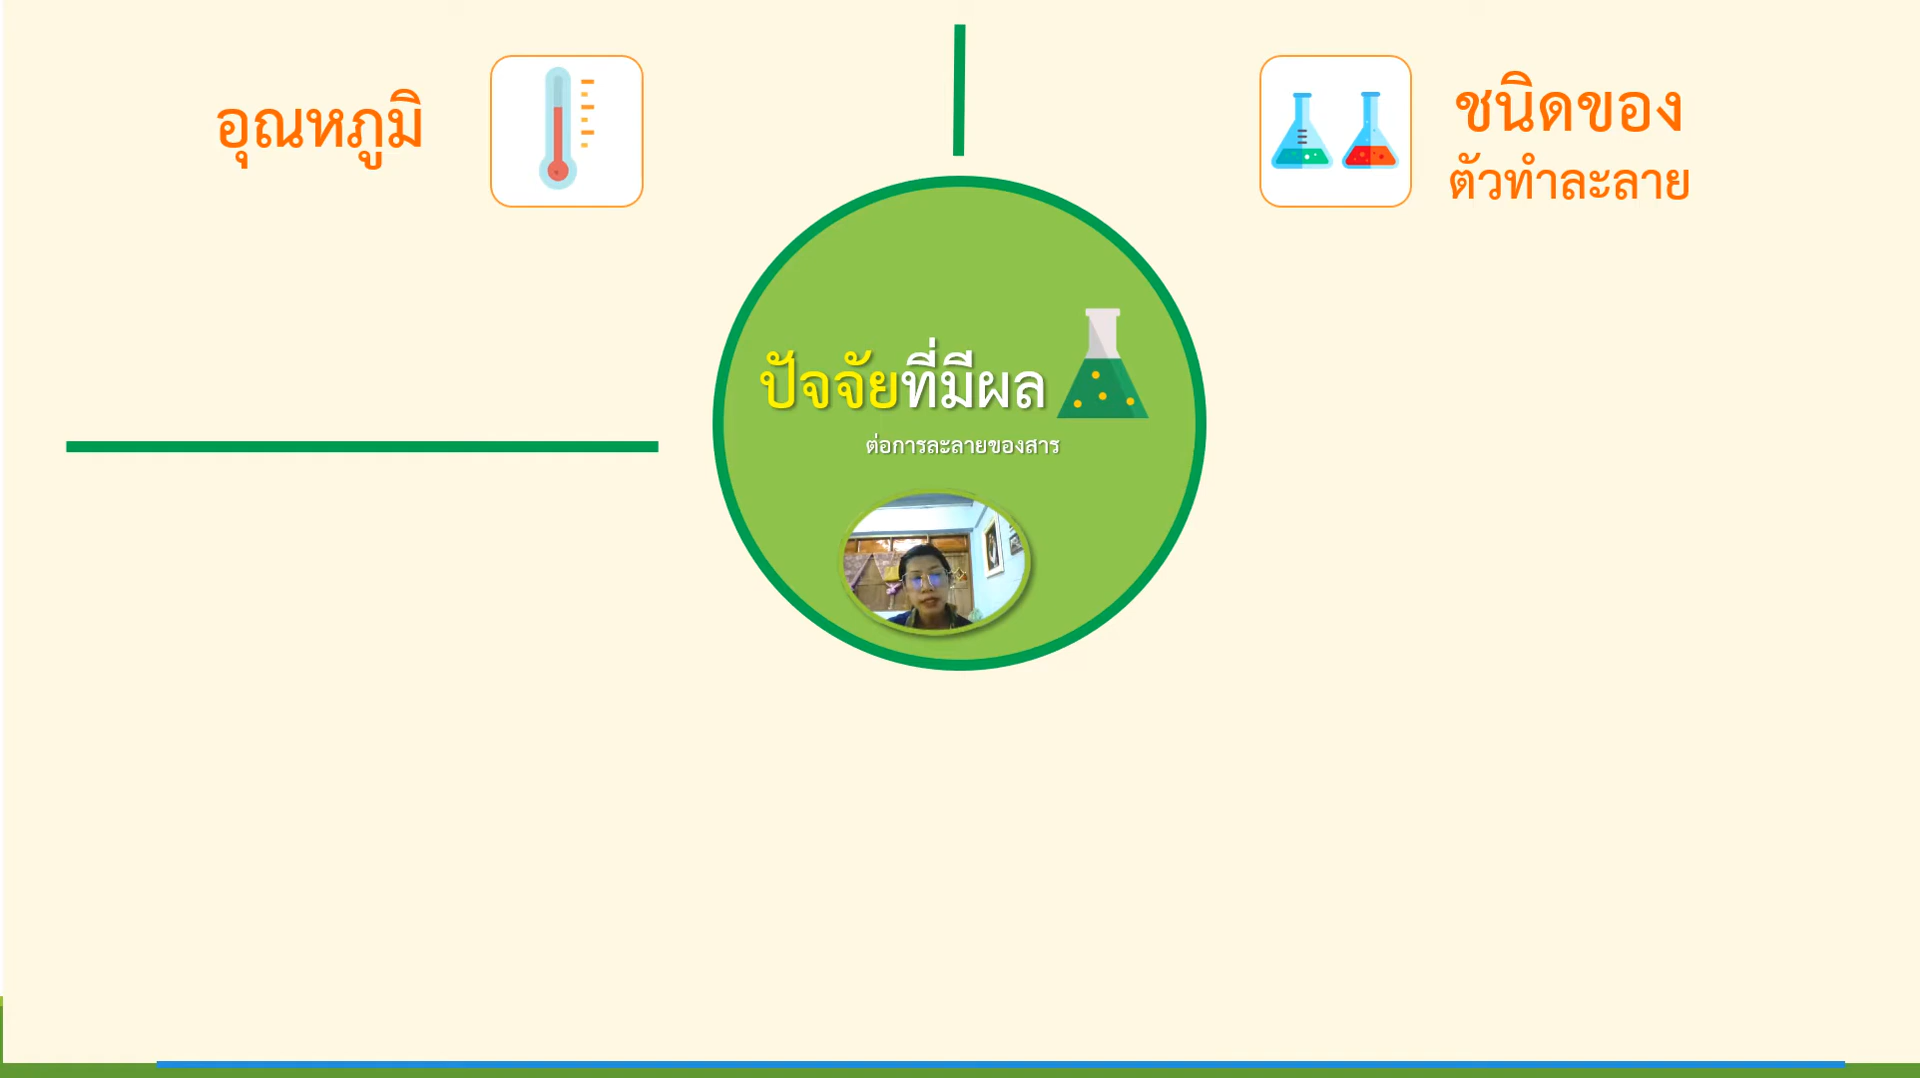 อุณหภูมิ
ชนิดของ
ตัวทำละลาย
ปัจจัยที่มีผล
ต่อการละลายของสาร